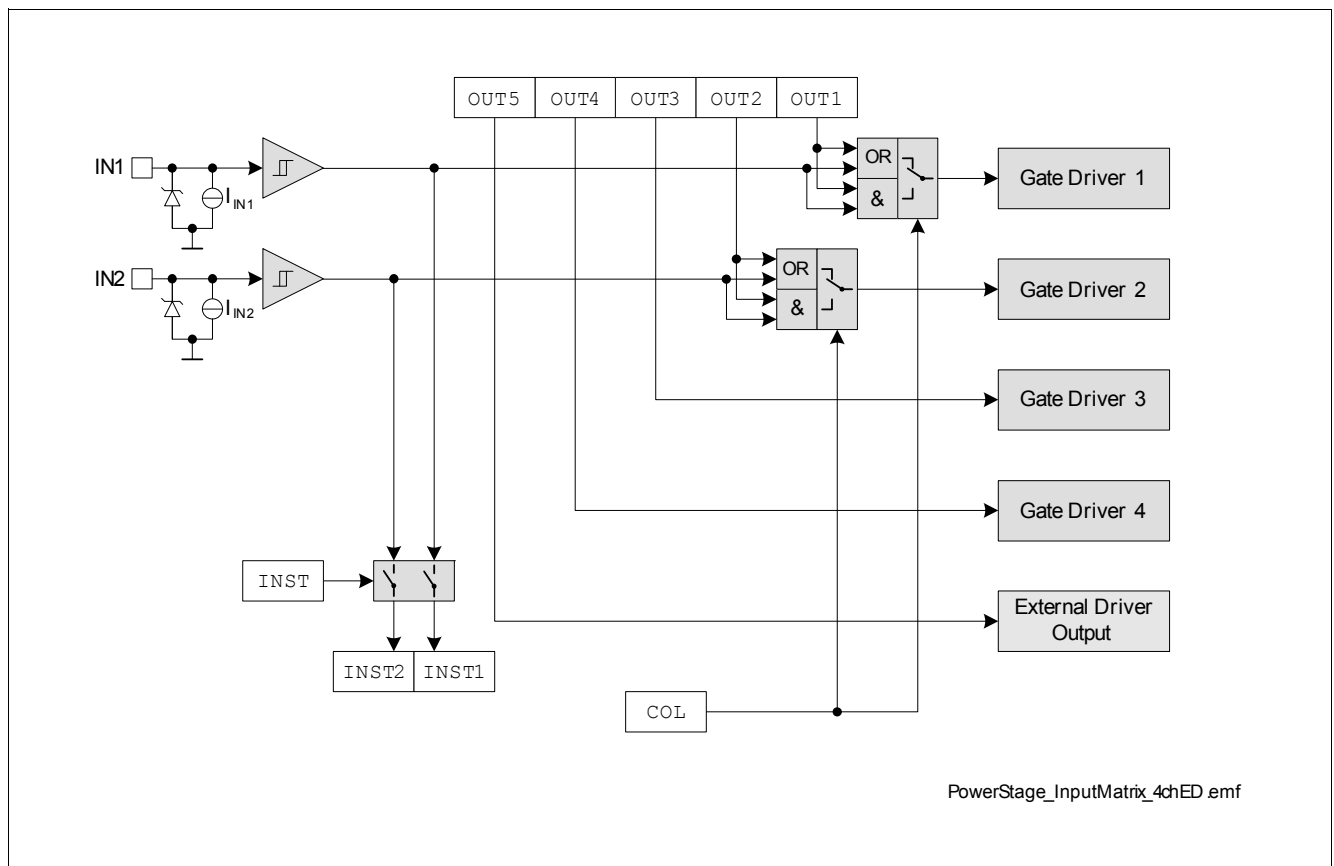 OUT5 OUT4 OUT3 OUT2 OUT1
IN1
I IN1
OR
&
Gate Driver 1
IN2
I IN2
OR
&
Gate Driver 2
Gate Driver 3
Gate Driver 4
INST
External Driver
Output
INST2 INST1
COL
PowerStage_InputMatrix_4chED.emf